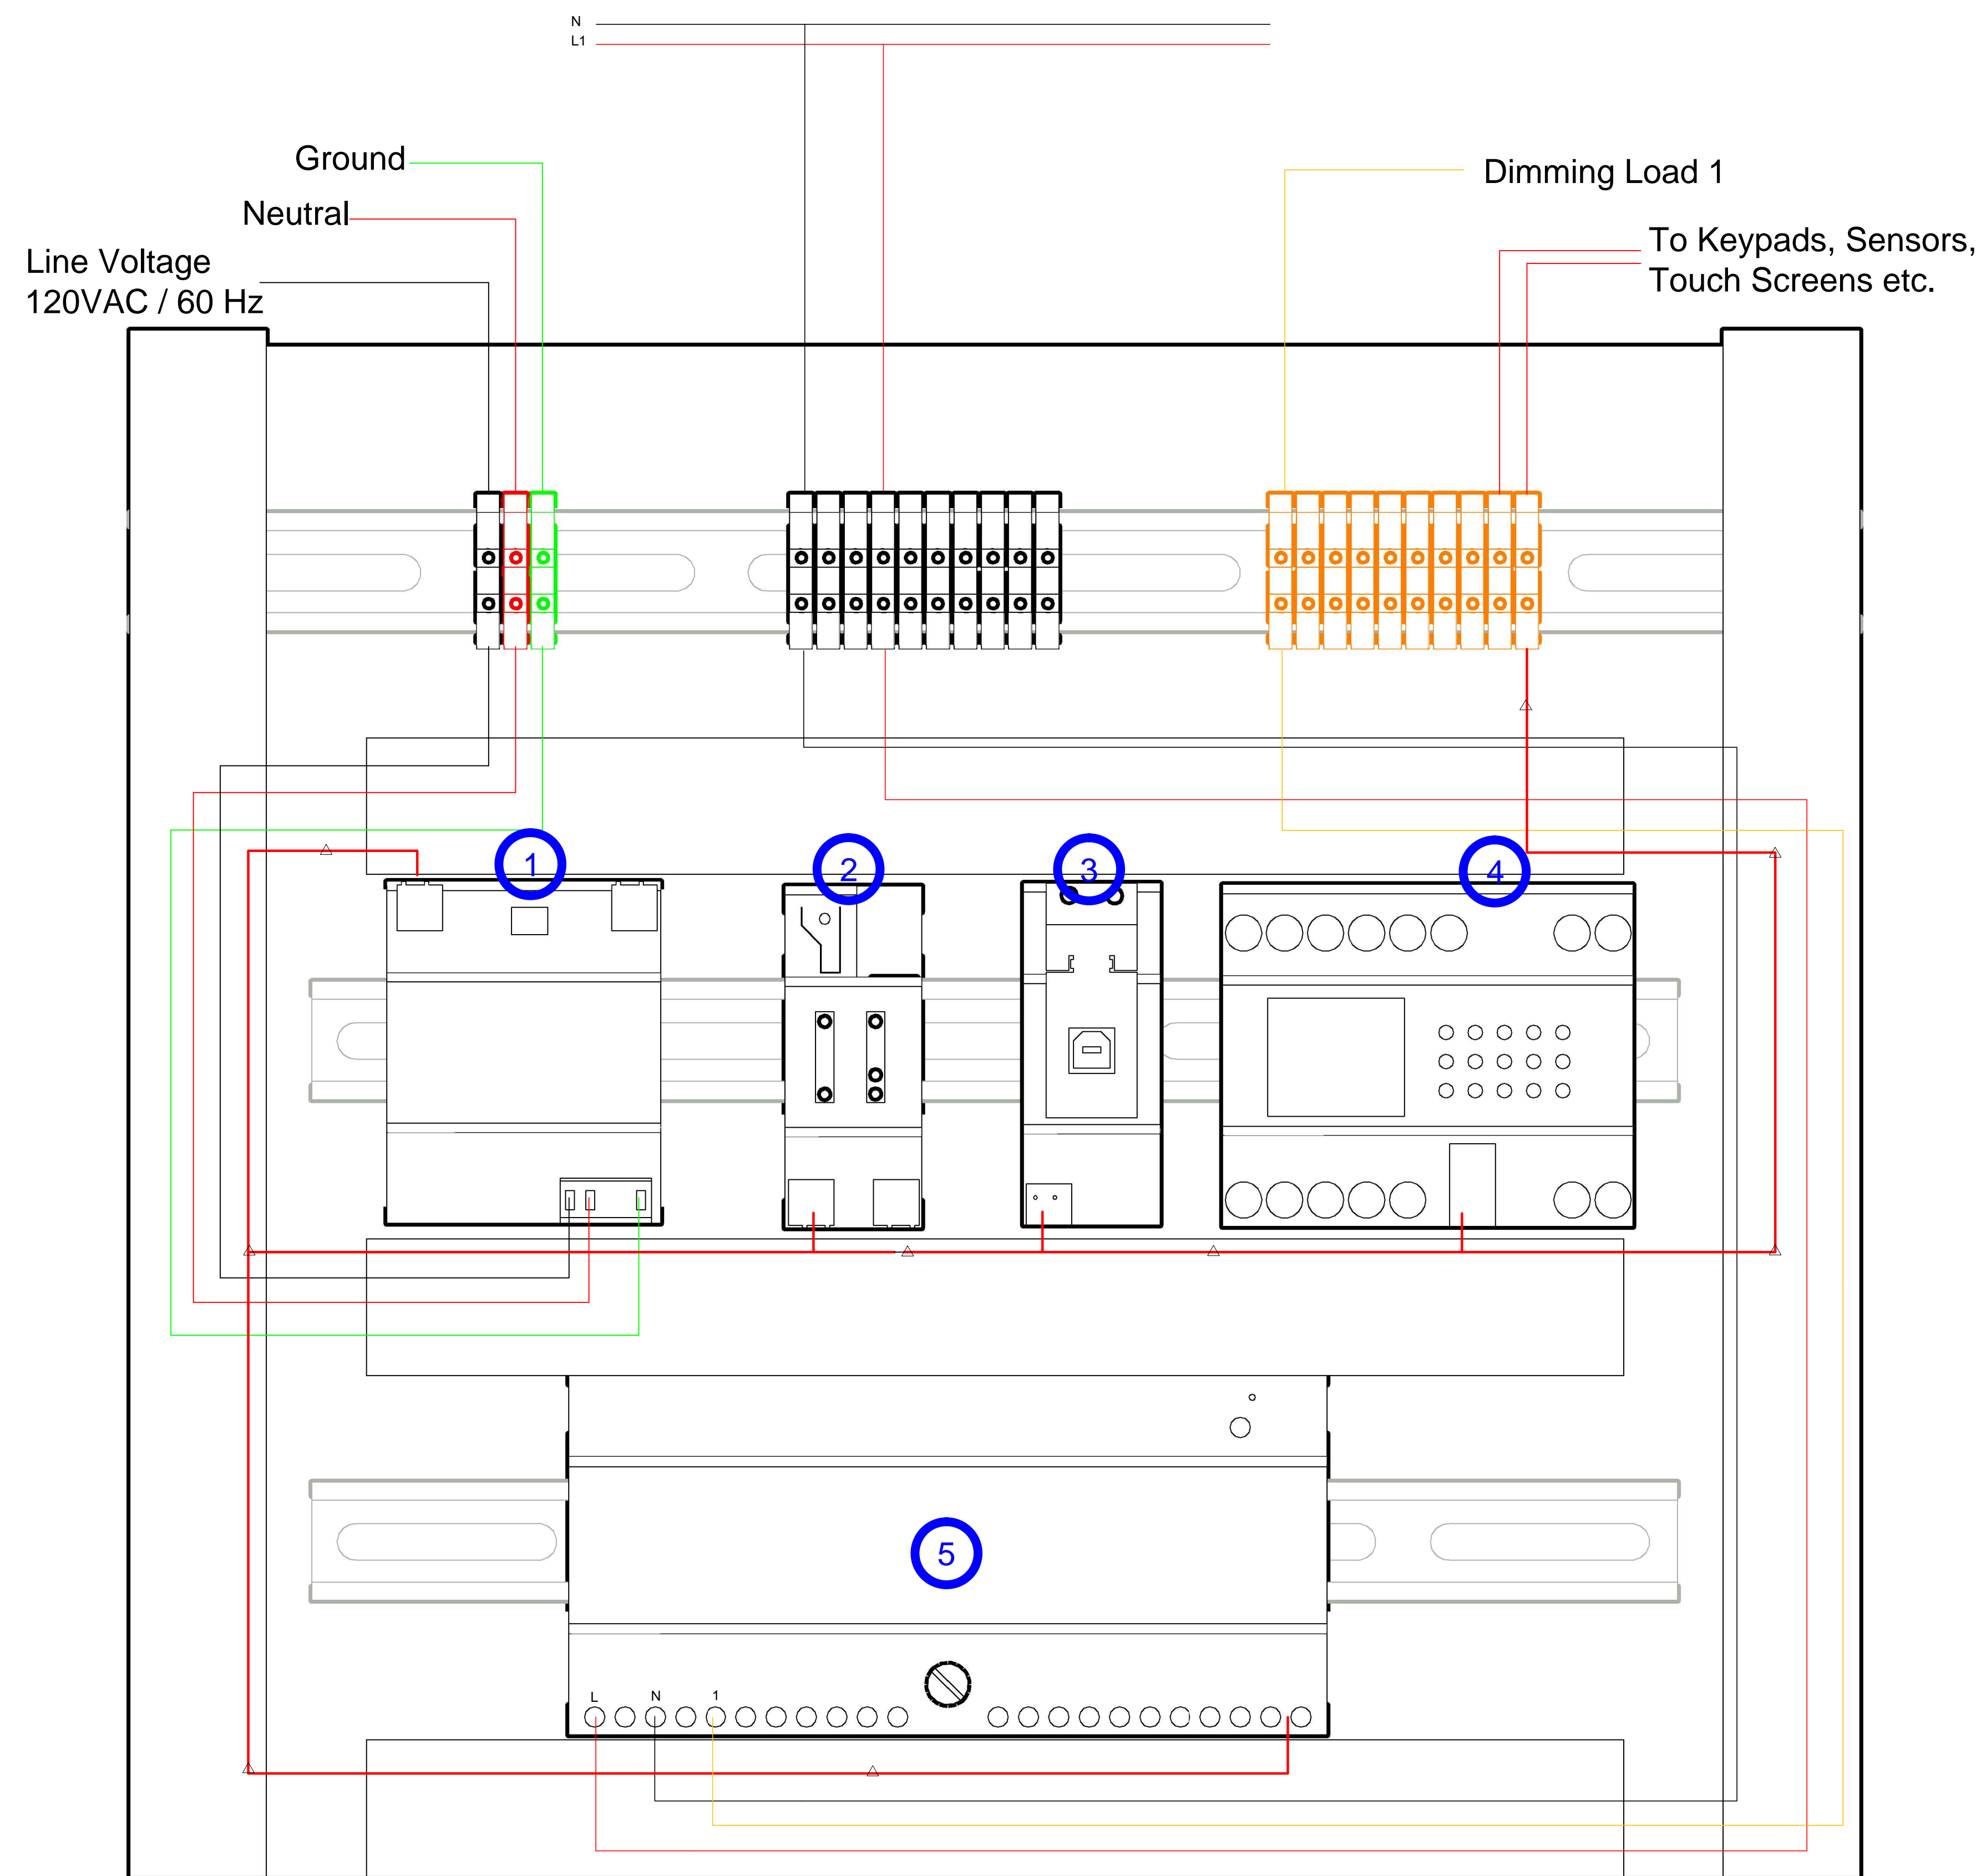 N
L1
Ground
Dimming Load 1
Neutral
To Keypads, Sensors,
Touch Screens etc.
Line Voltage
120VAC / 60 Hz
1
2
3
4
5
L
N
1